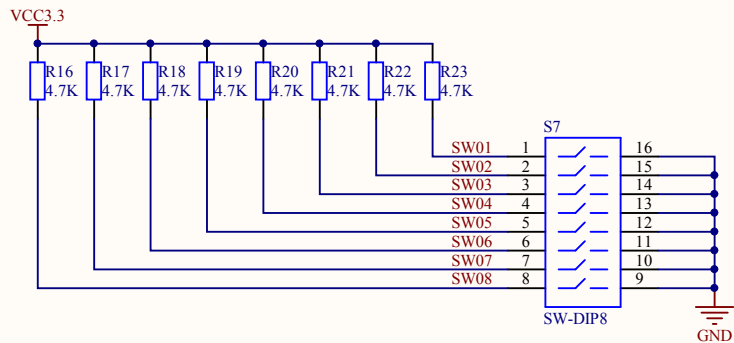 VCC3.3
R16 R17 R18 R19 R20 R21 R22 R23
4.7K 4.7K 4.7K 4.7K 4.7K 4.7K 4.7K 4.7K
S7
SW01 1 16
SW02 2 15
SW03 3 14
SW04 4 13
SW05 5 12
SW06 6 11
SW07 7 10
SW08 8 9
SW-DIP8
GND